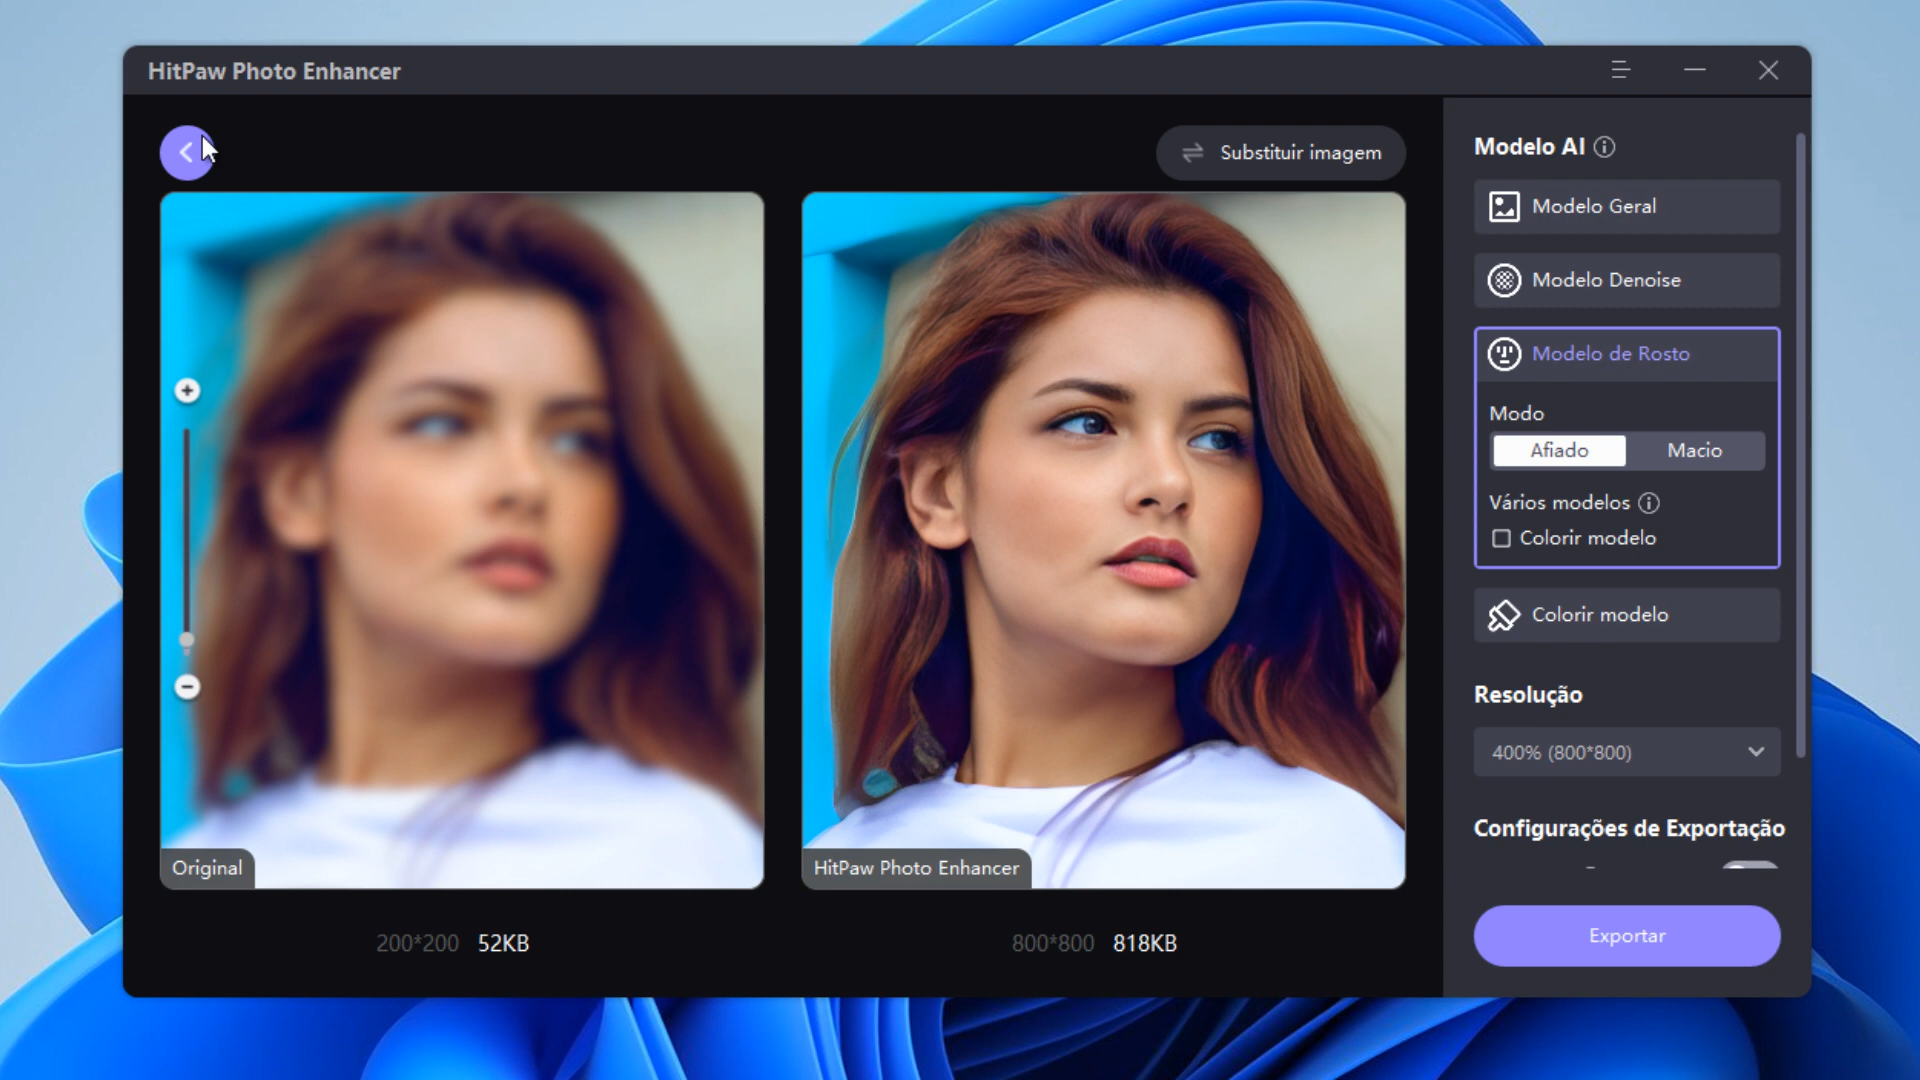 HitPaw Photo Enhancer
Substituir imagem
Original
HitPaw Photo Enhancer
200*200 52KB
800*800 818KB
Modelo AI
Modelo Geral
Modelo Denoise
Modelo de Rosto
Modo
Afiado Macio
Vários modelos
Colorir modelo
Colorir modelo
Resolução
400% (800*800)
Configurações de Exportação
Exportar